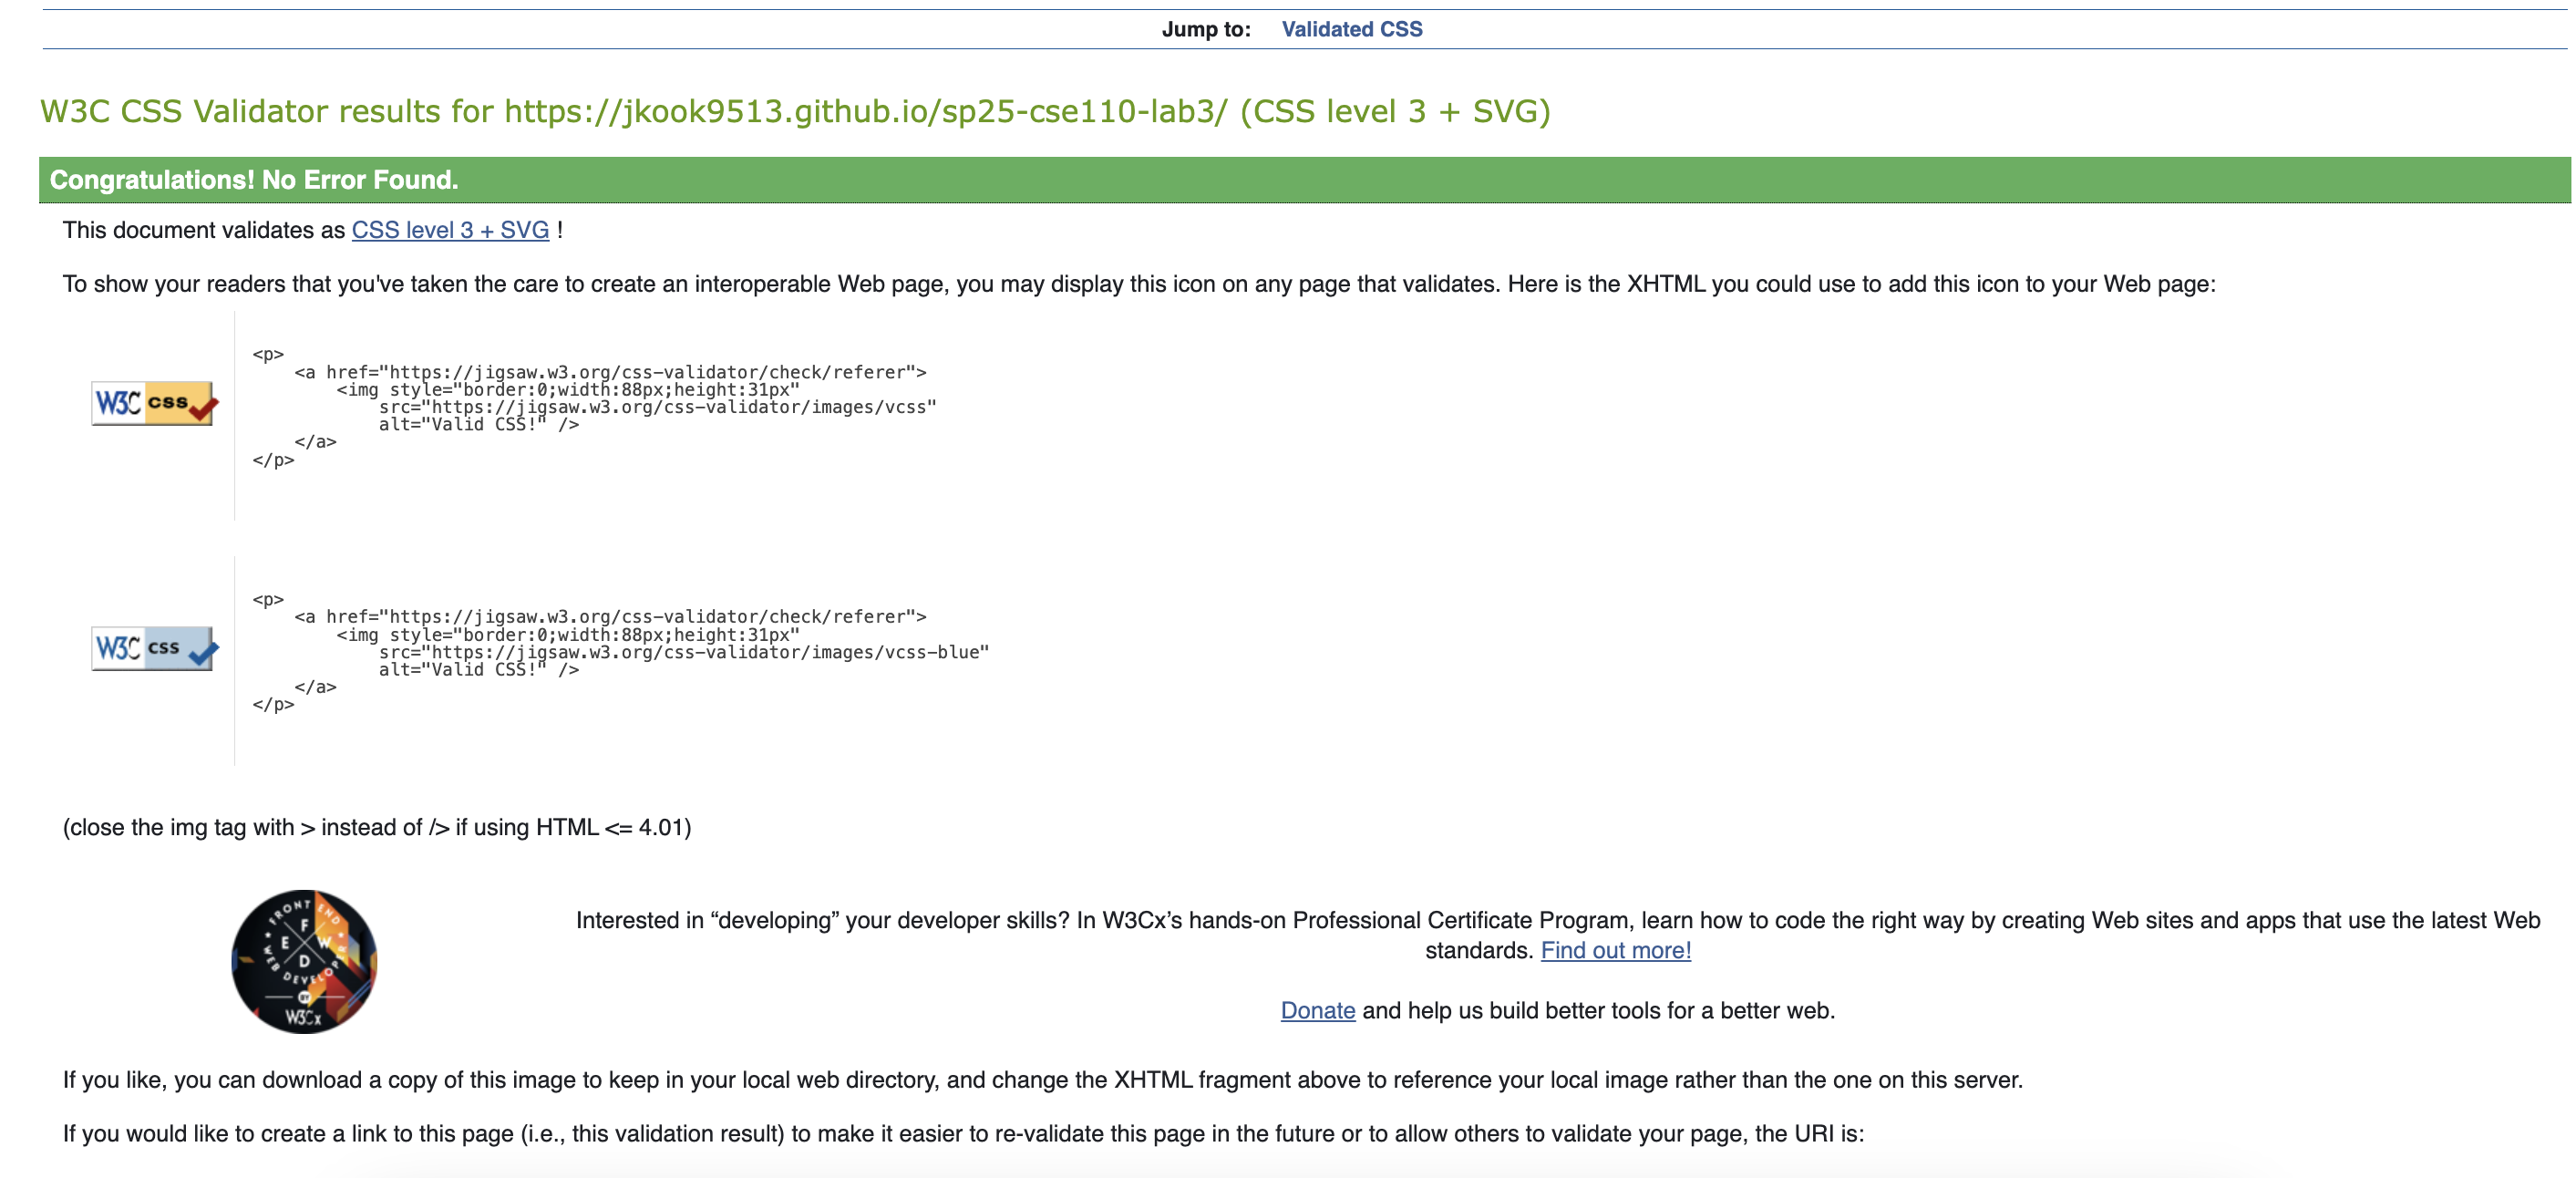 Jump to: Validated CSS
W3C CSS Validator results for https://jkook9513.github.io/sp25-cse110-lab3/ (CSS level 3 + SVG)
Congratulations! No Error Found.
This document validates as CSS level 3 + SVG !
To show your readers that you've taken the care to create an interoperable Web page, you may display this icon on any page that validates. Here is the XHTML you could use to add this icon to your Web page:
W3C css
<p>
<a href="https://jigsaw.w3.org/css-validator/check/referer">
<img style="border:0;width:88px;height:31px"
src="https://jigsaw.w3.org/css-validator/images/vcss"
alt="Valid CSS!" />
</a>
</p>
W3C css
<p>
<a href="https://jigsaw.w3.org/css-validator/check/referer">
<img style="border:0;width:88px;height:31px"
src="https://jigsaw.w3.org/css-validator/images/vcss-blue"
alt="Valid CSS!" />
</a>
</p>
(close the img tag with > instead of /> if using HTML <= 4.01)
FRONT END
F E W D
WEB DEVELOPER
BY
W3Cx
Interested in “developing” your developer skills? In W3Cx’s hands-on Professional Certificate Program, learn how to code the right way by creating Web sites and apps that use the latest Web
standards. Find out more!
Donate and help us build better tools for a better web.
If you like, you can download a copy of this image to keep in your local web directory, and change the XHTML fragment above to reference your local image rather than the one on this server.
If you would like to create a link to this page (i.e., this validation result) to make it easier to re-validate this page in the future or to allow others to validate your page, the URI is: